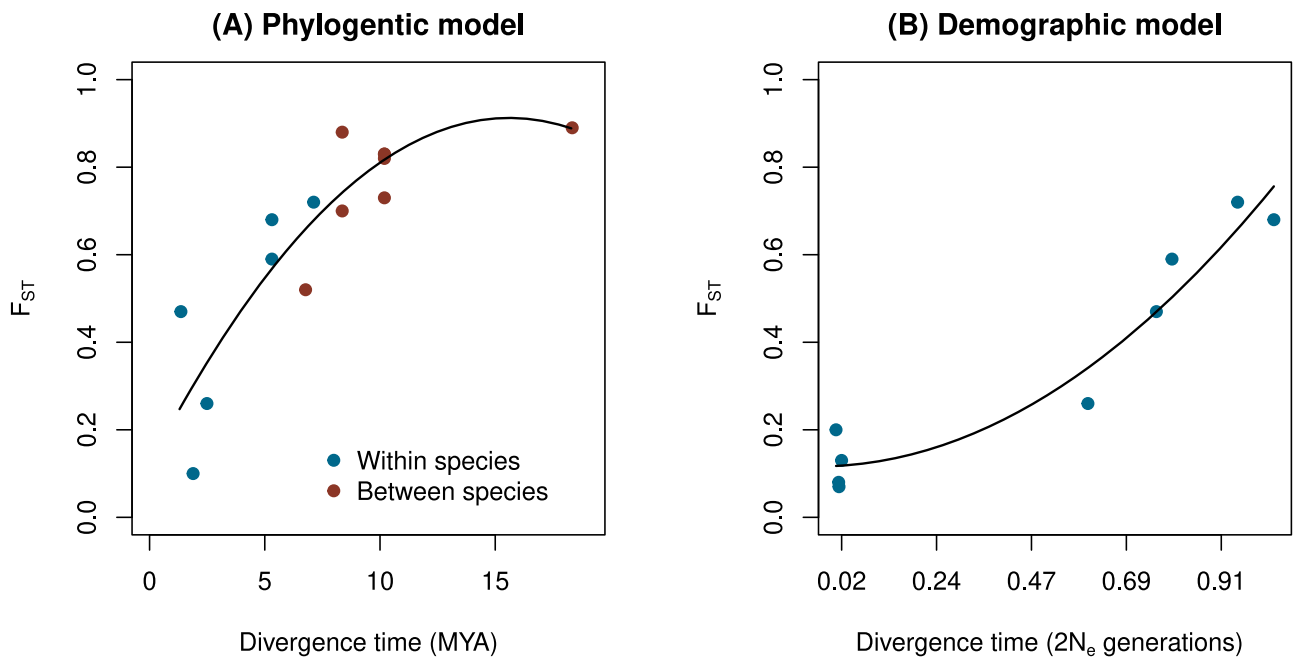 (A) Phylogentic model
F_ST
1.0
0.8
0.6
0.4
0.2
0.0
Within species
Between species
0 5 10 15
Divergence time (MYA)
(B) Demographic model
F_ST
1.0
0.8
0.6
0.4
0.2
0.0
0.02 0.24 0.47 0.69 0.91
Divergence time (2N_e generations)